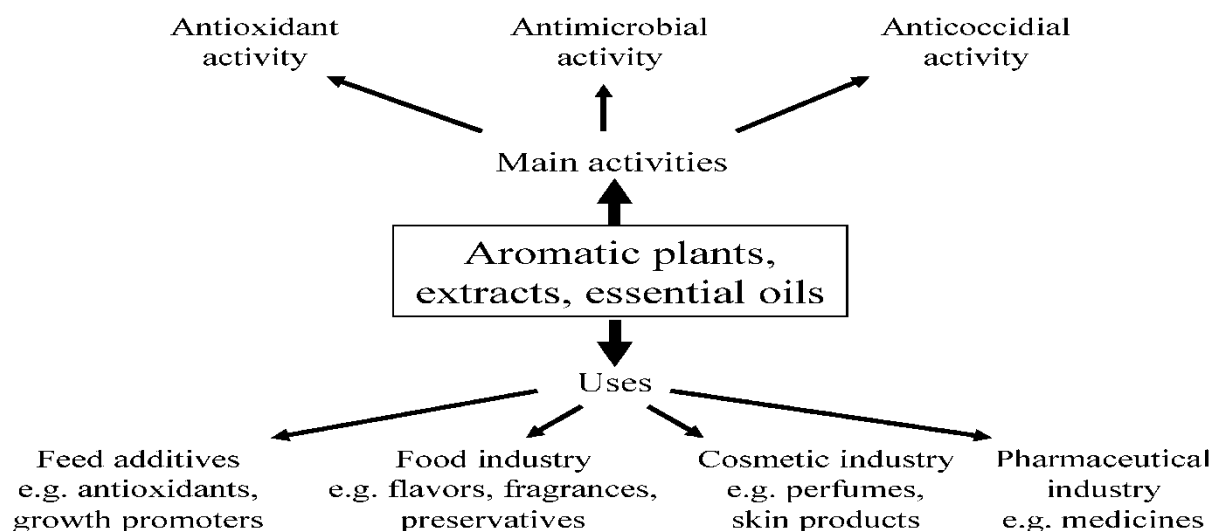 Antioxidant
activity
Antimicrobial
activity
Anticoccidial
activity
Main activities
Aromatic plants,
extracts, essential oils
Uses
Feed additives
e.g. antioxidants,
growth promoters
Food industry
e.g. flavors, fragrances,
preservatives
Cosmetic industry
e.g. perfumes,
skin products
Pharmaceutical
industry
e.g. medicines